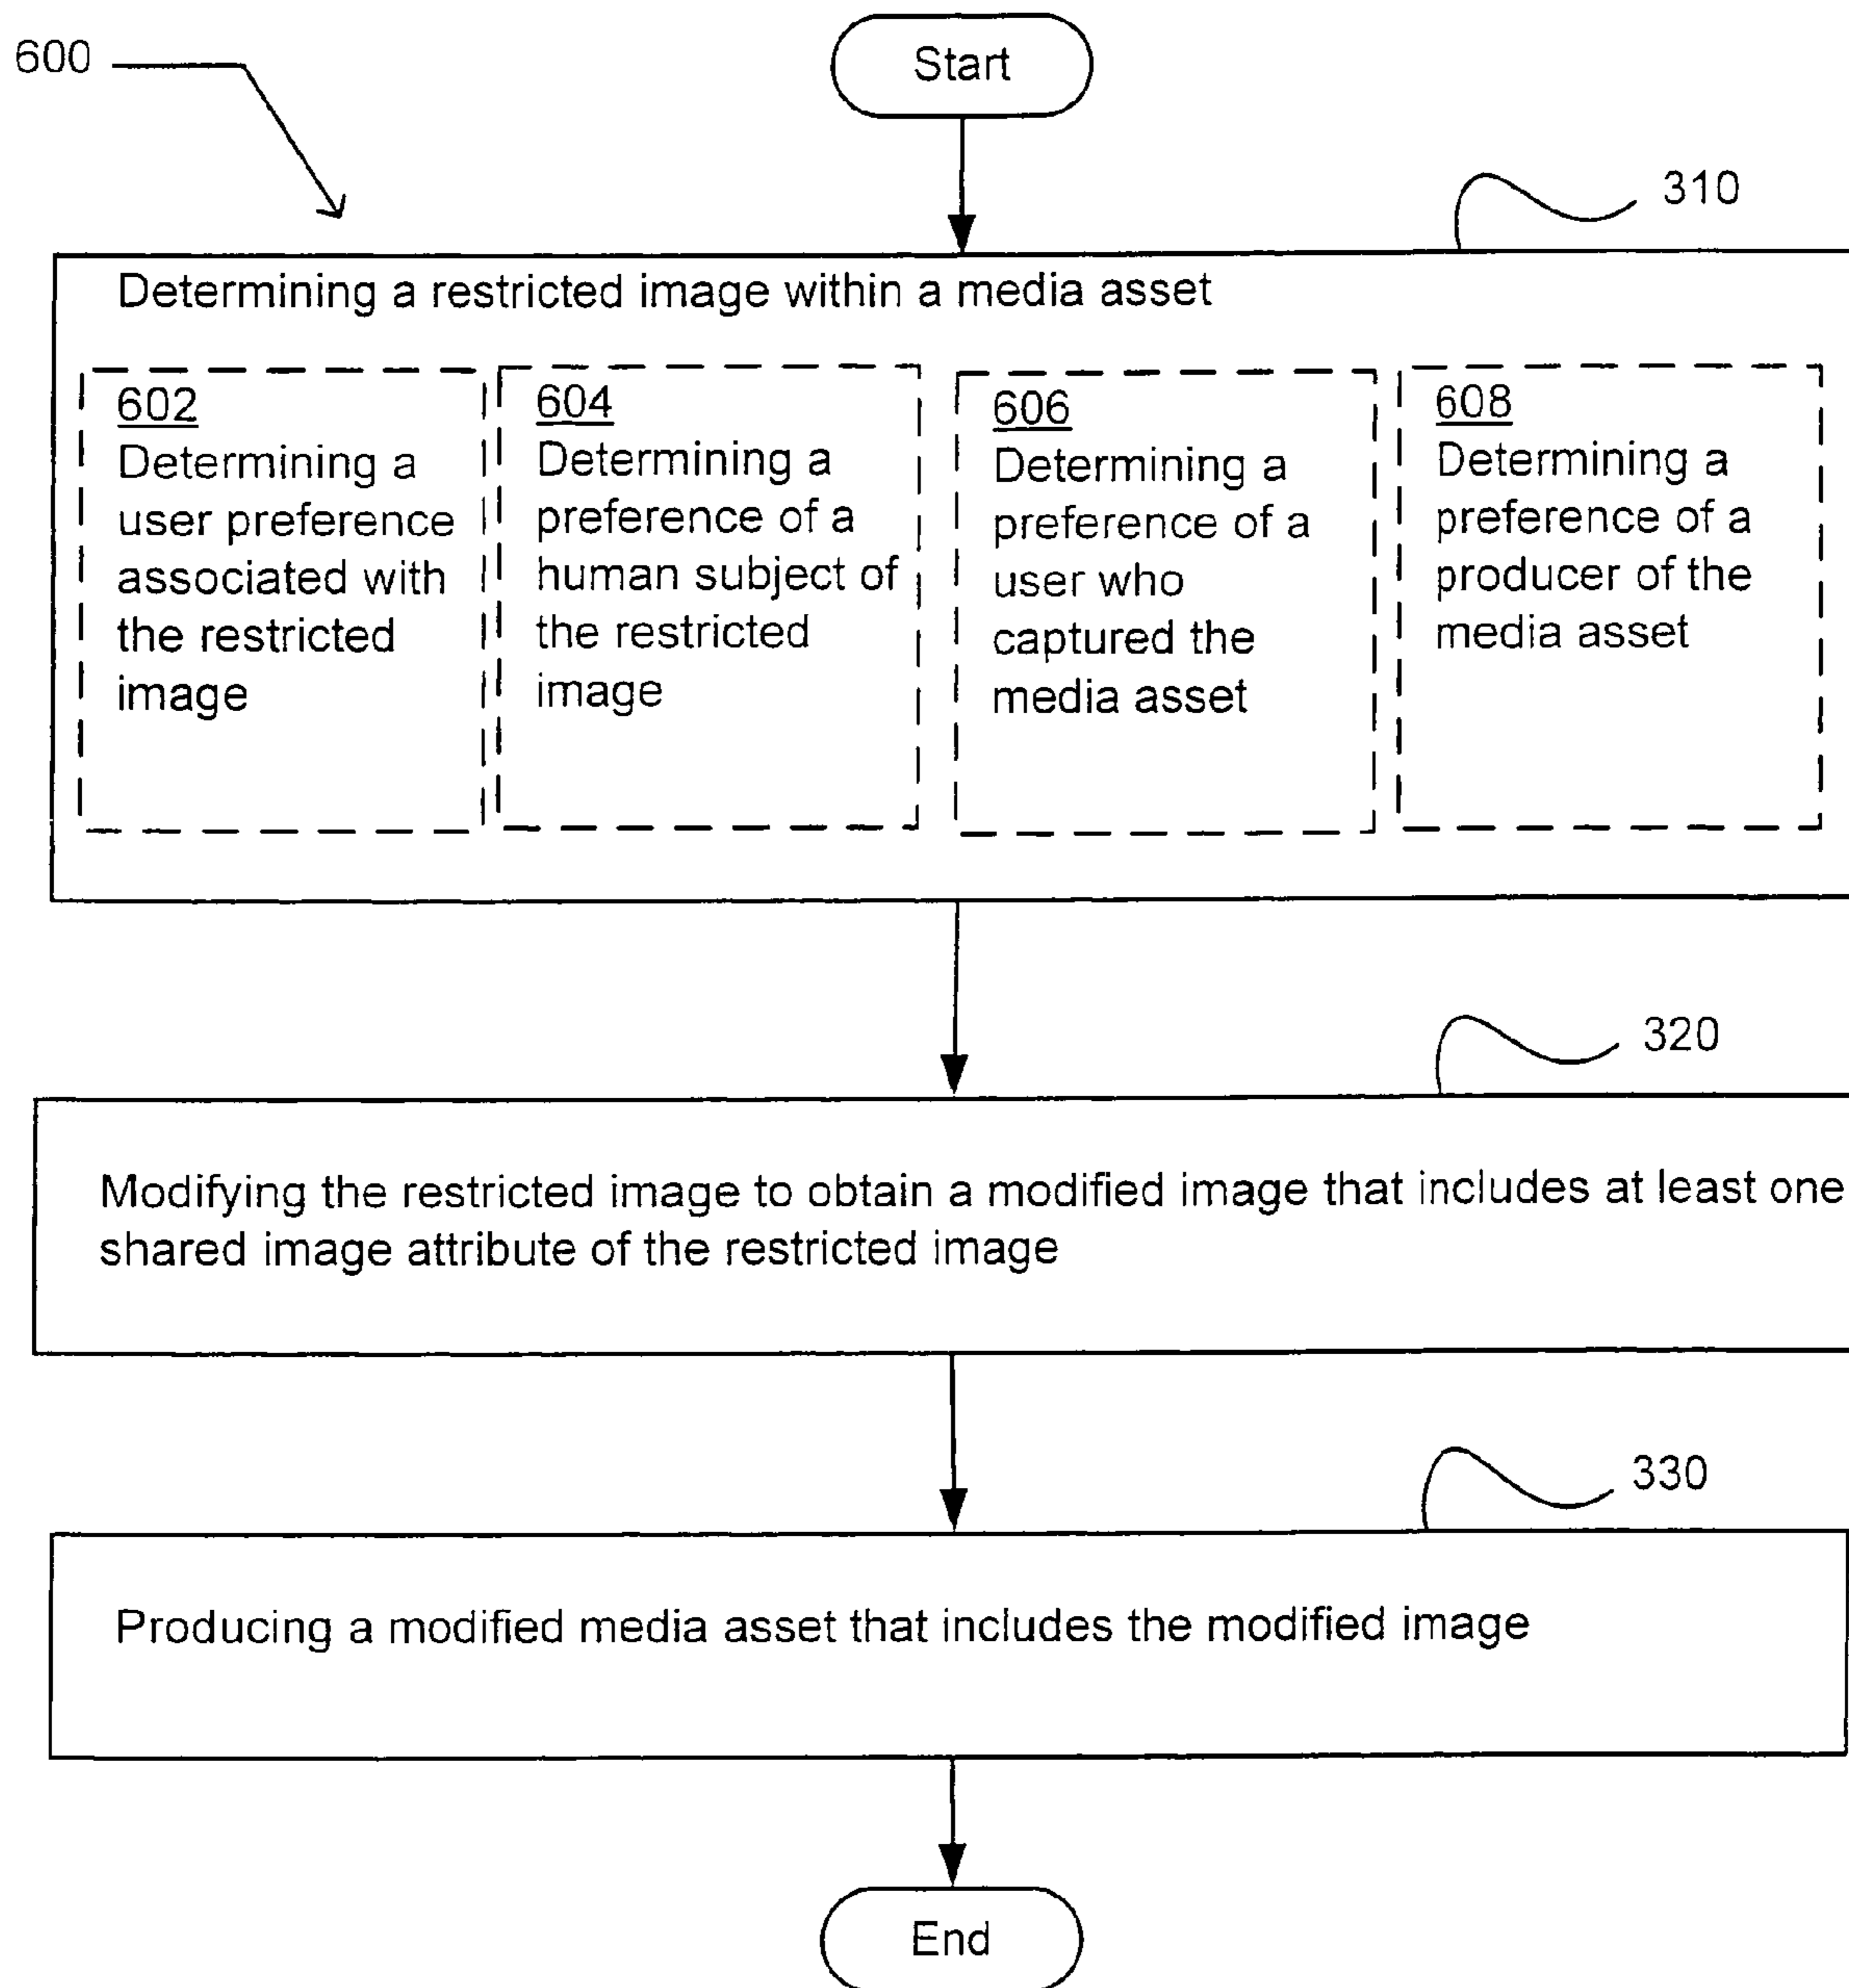 600
Start
310
Determining a restricted image within a media asset
602
Determining a
user preference
associated with
the restricted
image
604
Determining a
preference of a
human subject of
the restricted
image
606
Determining a
preference of a
user who
captured the
media asset
608
Determining a
preference of a
producer of the
media asset
320
Modifying the restricted image to obtain a modified image that includes at least one
shared image attribute of the restricted image
330
Producing a modified media asset that includes the modified image
End